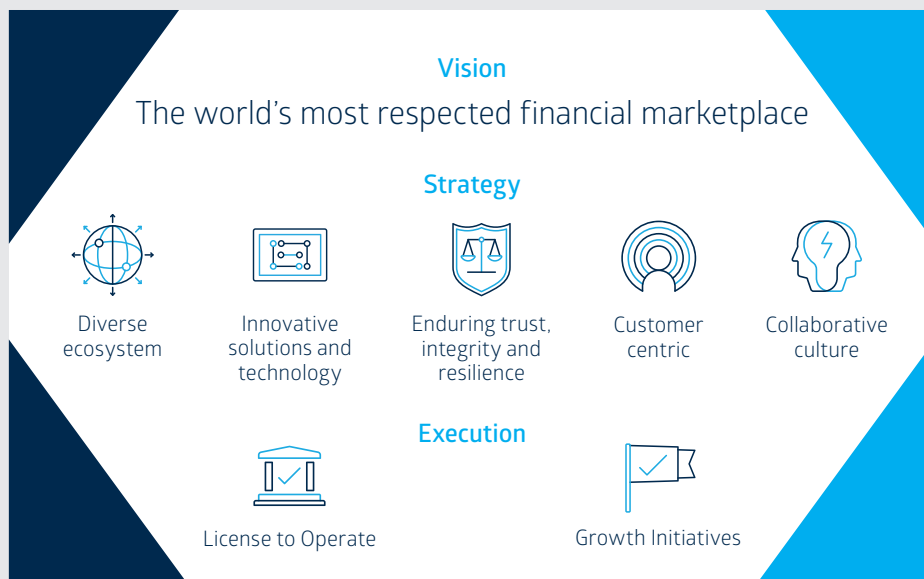 Vision
The world's most respected financial marketplace
Strategy
Diverse
ecosystem
Innovative
solutions and
technology
Enduring trust,
integrity and
resilience
Customer
centric
Collaborative
culture
Execution
License to Operate
Growth Initiatives